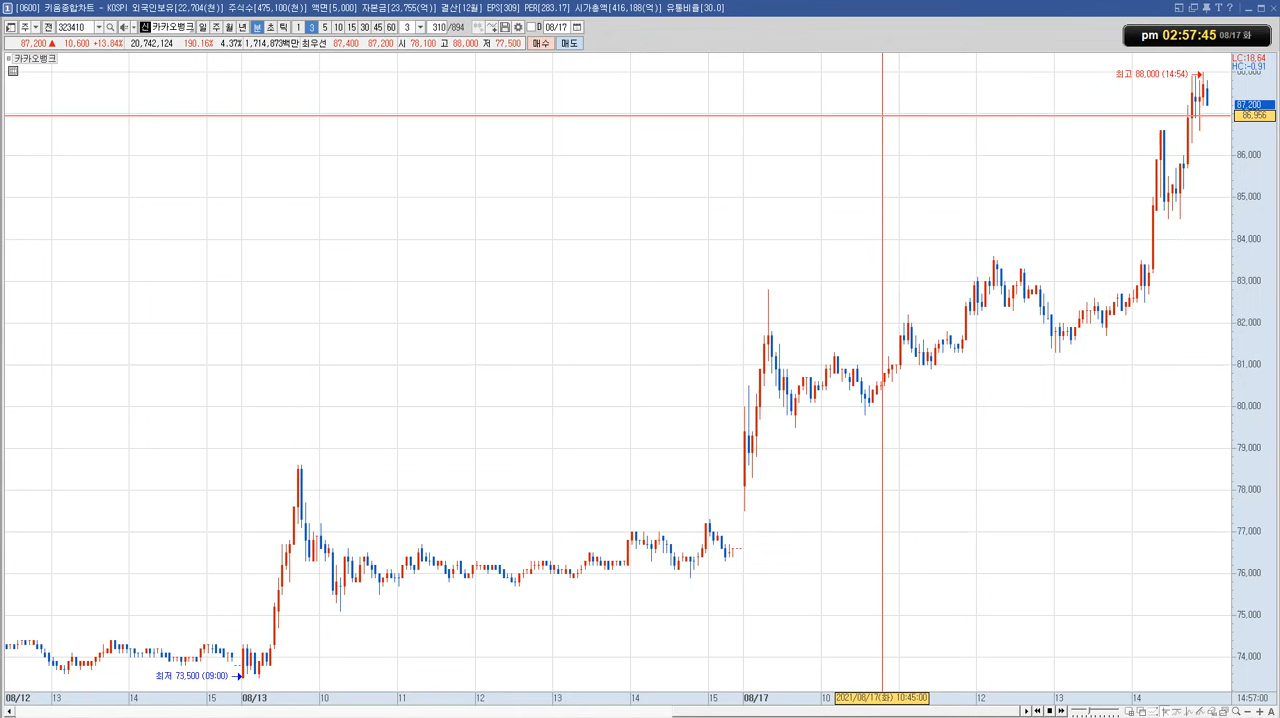 [0600] 키움종합차트 - KOSPI 외국인보유[22,704(천)] 주식수[475,100(천)] 액면[5,000] 자본금[23,755(억)] 결산[12월] EPS[309] PER[283.17] 시가총액[416,188(억)] 유통비율[30.0]
주 전 323410 신 카카오뱅크 일 주 월 년 분 초 틱 1 3 5 10 15 30 45 60 3 310 /894 D 08/17
87,200 ▲ 10,600 +13.84% 20,742,124 190.16% 4.37% 1,714,873백만 최우선 87,400 87,200 시 78,100 고 88,000 저 77,500 매수 매도
pm 02:57:45 08/17 화
카카오뱅크
LC:18.64
HC:-0.91
최고 88,000 (14:54)
88,000
87,200
86,956
86,000
85,000
84,000
83,000
82,000
81,000
80,000
79,000
78,000
77,000
76,000
75,000
74,000
최저 73,500 (09:00)
08/12 13 14 15 08/13 10 11 12 13 14 15 08/17 10 2021/08/17(화) 10:45:00 12 13 14 14:57:00
A